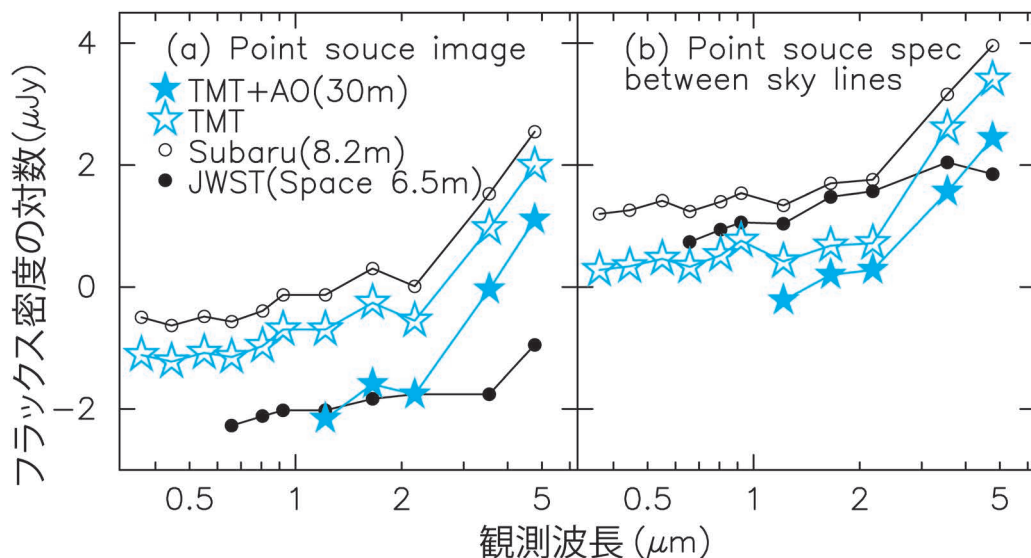 フラックス密度の対数(μJy)
4
2
0
−2
(a) Point souce image
TMT+AO(30m)
TMT
Subaru(8.2m)
JWST(Space 6.5m)
(b) Point souce spec
between sky lines
0.5 1 2 5
0.5 1 2 5
観測波長 (μm)